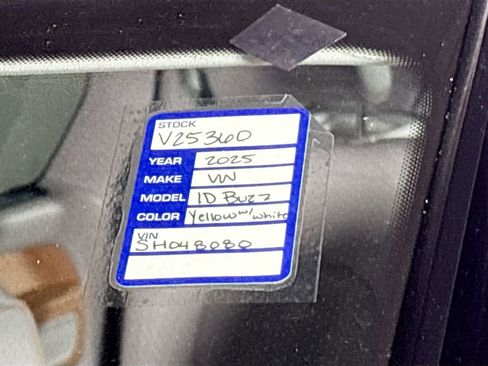 STOCK
V25360
YEAR 2025
MAKE VW
MODEL ID Buzz
COLOR Yellow w/ white
VIN
SH048080